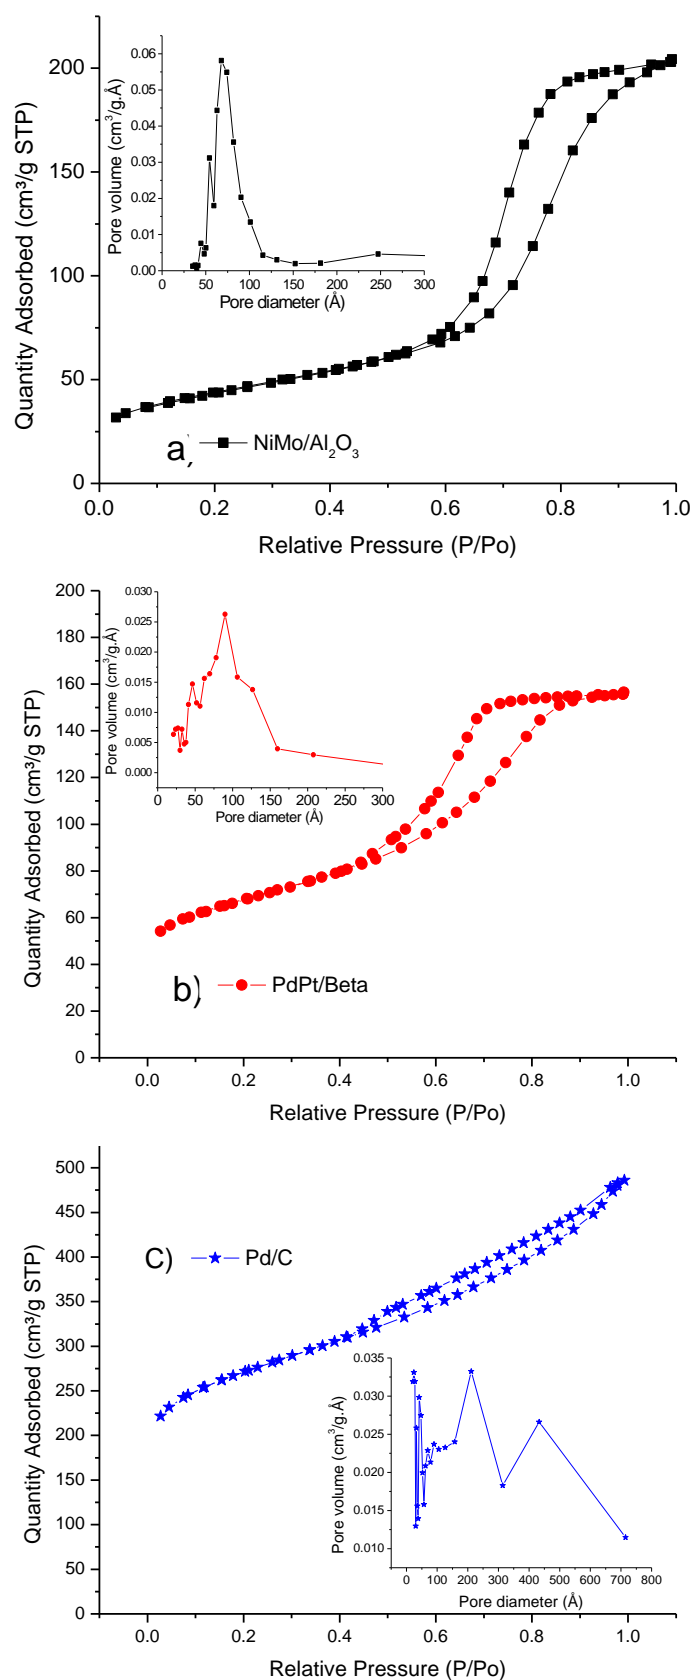 200
150
100
50
0
Quantity Adsorbed (cm³/g STP)
0.06
0.05
0.04
0.03
0.02
0.01
0.00
Pore volume (cm³/g.Å)
0 50 100 150 200 250 300
Pore diameter (Å)
a) NiMo/Al₂O₃
0.0 0.2 0.4 0.6 0.8 1.0
Relative Pressure (P/Po)
200
180
160
140
120
100
80
60
40
20
0
Quantity Adsorbed (cm³/g STP)
0.030
0.025
0.020
0.015
0.010
0.005
0.000
Pore volume (cm³/g.Å)
0 50 100 150 200 250 300
Pore diameter (Å)
b) PdPt/Beta
0.0 0.2 0.4 0.6 0.8 1.0
Relative Pressure (P/Po)
500
450
400
350
300
250
200
150
100
50
0
Quantity Adsorbed (cm³/g STP)
C) Pd/C
0.035
0.030
0.025
0.020
0.015
0.010
Pore volume (cm³/g.Å)
0 100 200 300 400 500 600 700 800
Pore diameter (Å)
0.0 0.2 0.4 0.6 0.8 1.0
Relative Pressure (P/Po)